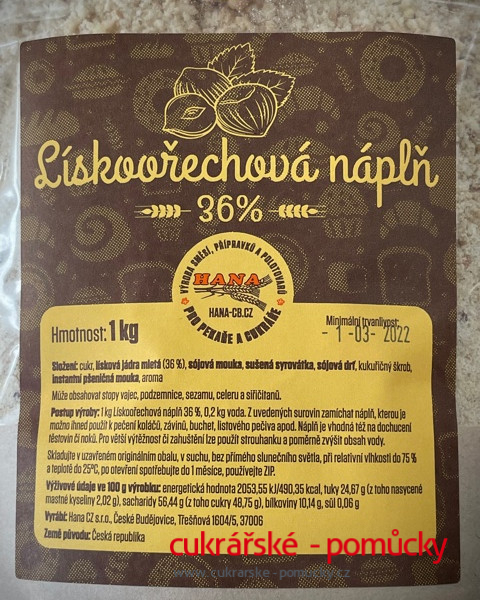 Lískoořechová náplň
36%
VÝROBA SMĚSÍ, PŘÍPRAVKŮ A POLOTOVARŮ
HANA
HANA-CB.CZ
PRO PEKAŘE A CUKRÁŘE
Hmotnost: 1 kg
Minimální trvanlivost:
- 1 -03- 2022
Složení: cukr, lísková jádra mletá (36 %), sójová mouka, sušená syrovátka, sójová drť, kukuřičný škrob,
instantní pšeničná mouka, aroma
Může obsahovat stopy vajec, podzemnice, sezamu, celeru a siřičitanů.
Postup výroby: 1 kg Lískoořechová náplň 36 %, 0,2 kg voda. Z uvedených surovin zamíchat náplň, kterou je
možno ihned použít k pečení koláčů, závinů, buchet, listového pečiva apod. Náplň je vhodná též na dochucení
těstovin či noků. Pro větší výtěžnost či zahuštění lze použít strouhanku a poměrně zvýšit obsah vody.
Skladujte v uzavřeném originálním obalu, v suchu, bez přímého slunečního světla, při relativní vlhkosti do 75 %
a teplotě do 25°C, po otevření spotřebujte do 1 měsíce, používejte ZIP.
Výživové údaje ve 100 g výrobku: energetická hodnota 2053,55 kJ/490,35 kcal, tuky 24,67 g (z toho nasycené
mastné kyseliny 2,02 g), sacharidy 56,44 g (z toho cukry 48,75 g), bílkoviny 10,14 g, sůl 0,06 g
Vyrábí: Hana CZ s.r.o., České Budějovice, Třešňová 1604/5, 37006
Země původu: Česká republika
cukrářské - pomůcky
www.cukrarske-pomucky.cz